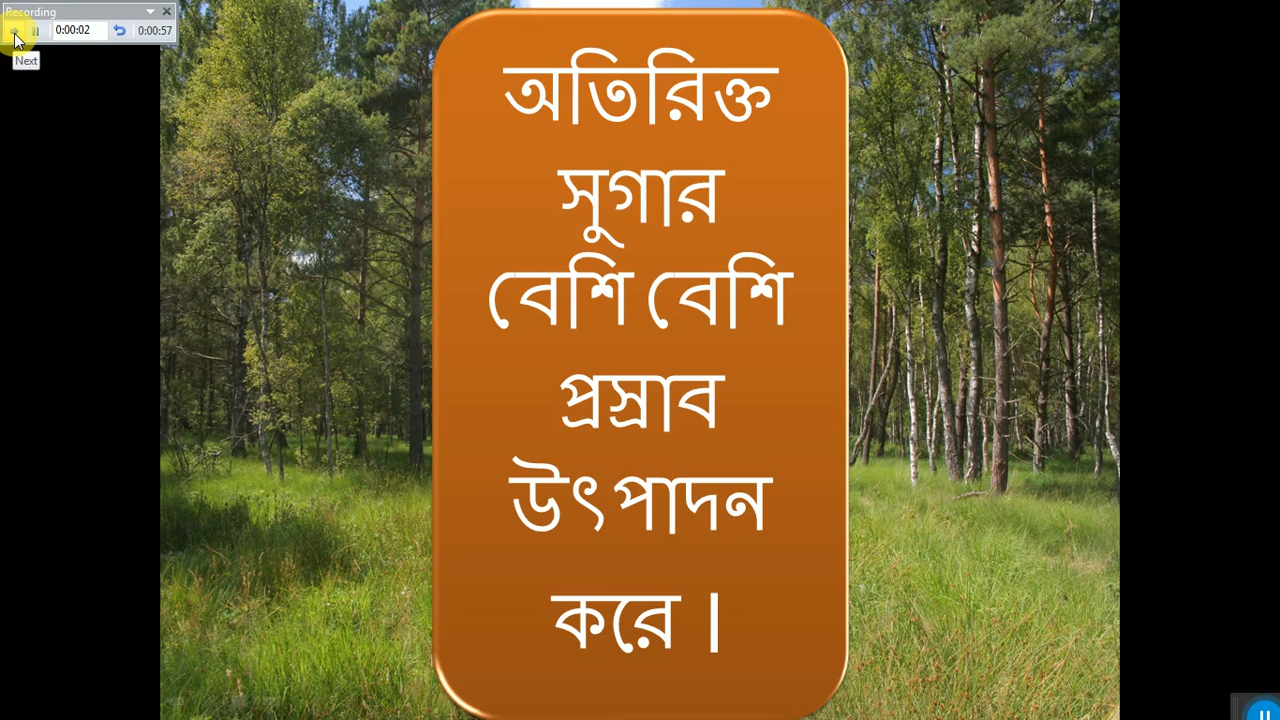 Recording
0:00:02 0:00:57
Next
অতিরিক্ত
সুগার
বেশি বেশি
প্রস্রাব
উৎপাদন
করে ।